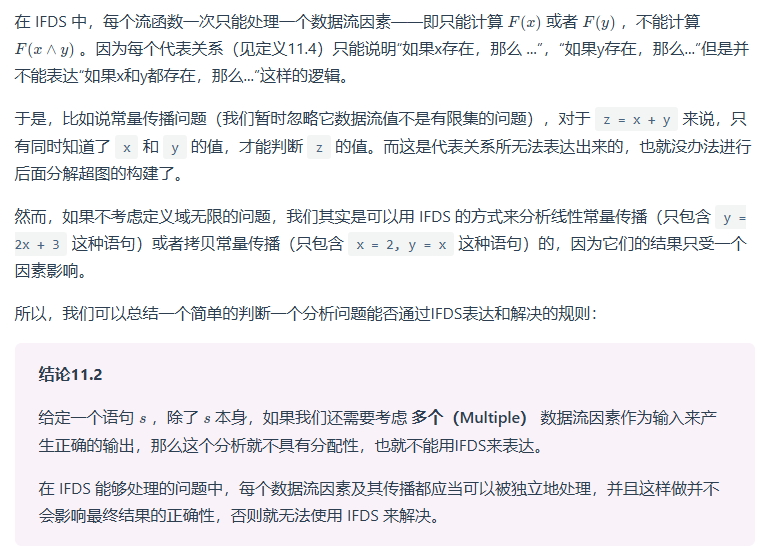 在 IFDS 中，每个流函数一次只能处理一个数据流因素——即只能计算 F(x) 或者 F(y) ，不能计算
F(x ∧ y) 。因为每个代表关系（见定义11.4）只能说明“如果x存在，那么 ...”，“如果y存在，那么...”但是并
不能表达“如果x和y都存在，那么...”这样的逻辑。
于是，比如说常量传播问题（我们暂时忽略它数据流值不是有限集的问题），对于 z = x + y 来说，只
有同时知道了 x 和 y 的值，才能判断 z 的值。而这是代表关系所无法表达出来的，也就没办法进行
后面分解超图的构建了。
然而，如果不考虑定义域无限的问题，我们其实是可以用 IFDS 的方式来分析线性常量传播（只包含 y =
2x + 3 这种语句）或者拷贝常量传播（只包含 x = 2, y = x 这种语句）的，因为它们的结果只受一个
因素影响。
所以，我们可以总结一个简单的判断一个分析问题能否通过IFDS表达和解决的规则：
结论11.2
给定一个语句 s ，除了 s 本身，如果我们还需要考虑 多个（Multiple） 数据流因素作为输入来产
生正确的输出，那么这个分析就不具有分配性，也就不能用IFDS来表达。
在 IFDS 能够处理的问题中，每个数据流因素及其传播都应当可以被独立地处理，并且这样做并不
会影响最终结果的正确性，否则就无法使用 IFDS 来解决。